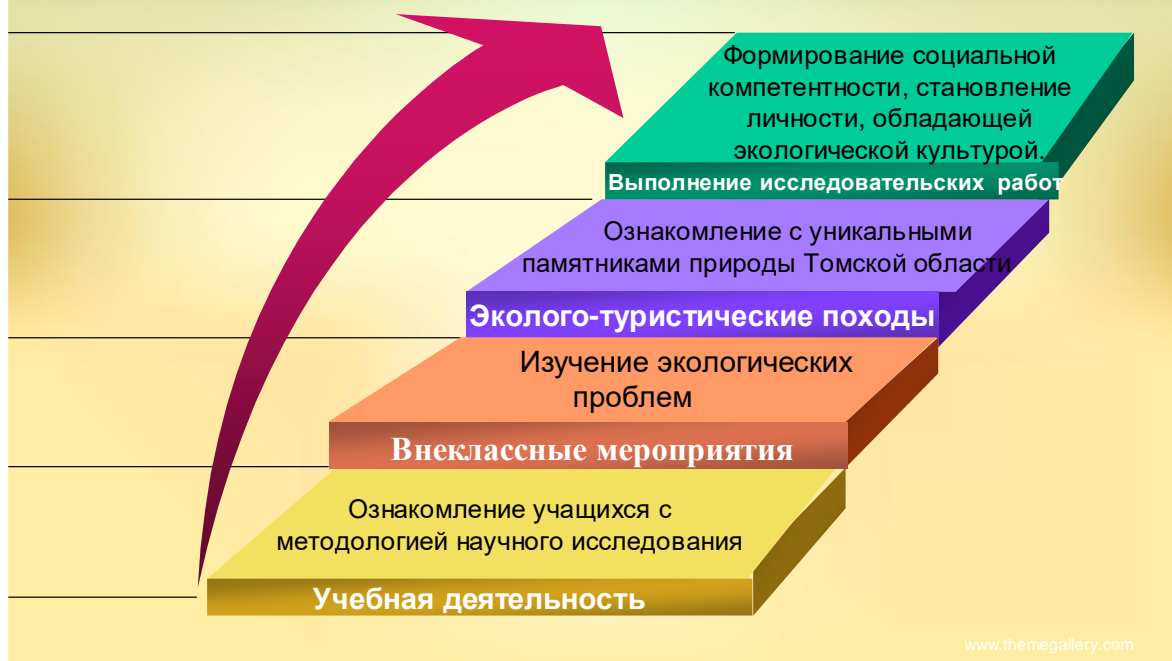 Формирование социальной
компетентности, становление
личности, обладающей
экологической культурой.
Выполнение исследовательских работ
Ознакомление с уникальными
памятниками природы Томской области
Эколого-туристические походы
Изучение экологических
проблем
Внеклассные мероприятия
Ознакомление учащихся с
методологией научного исследования
Учебная деятельность
www.themegallery.com